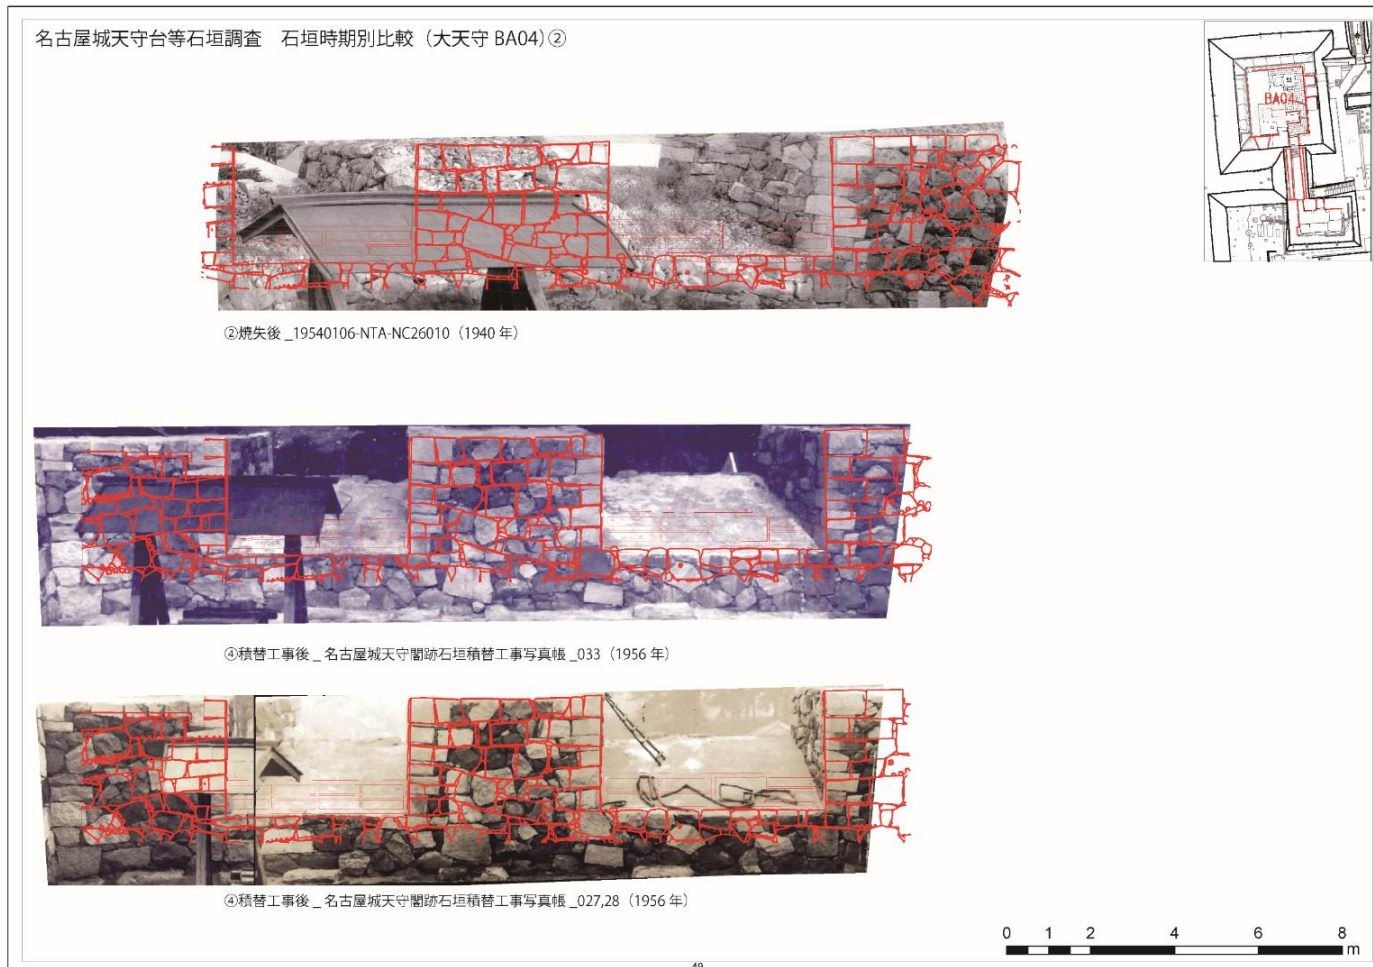 名古屋城天守台等石垣調査　石垣時期別比較（大天守 BA04）②
BA04
②焼失後 _19540106-NTA-NC26010（1940 年）
④積替工事後 _ 名古屋城天守閣跡石垣積替工事写真帳 _033（1956 年）
④積替工事後 _ 名古屋城天守閣跡石垣積替工事写真帳 _027,28（1956 年）
0 1 2 4 6 8
m
49